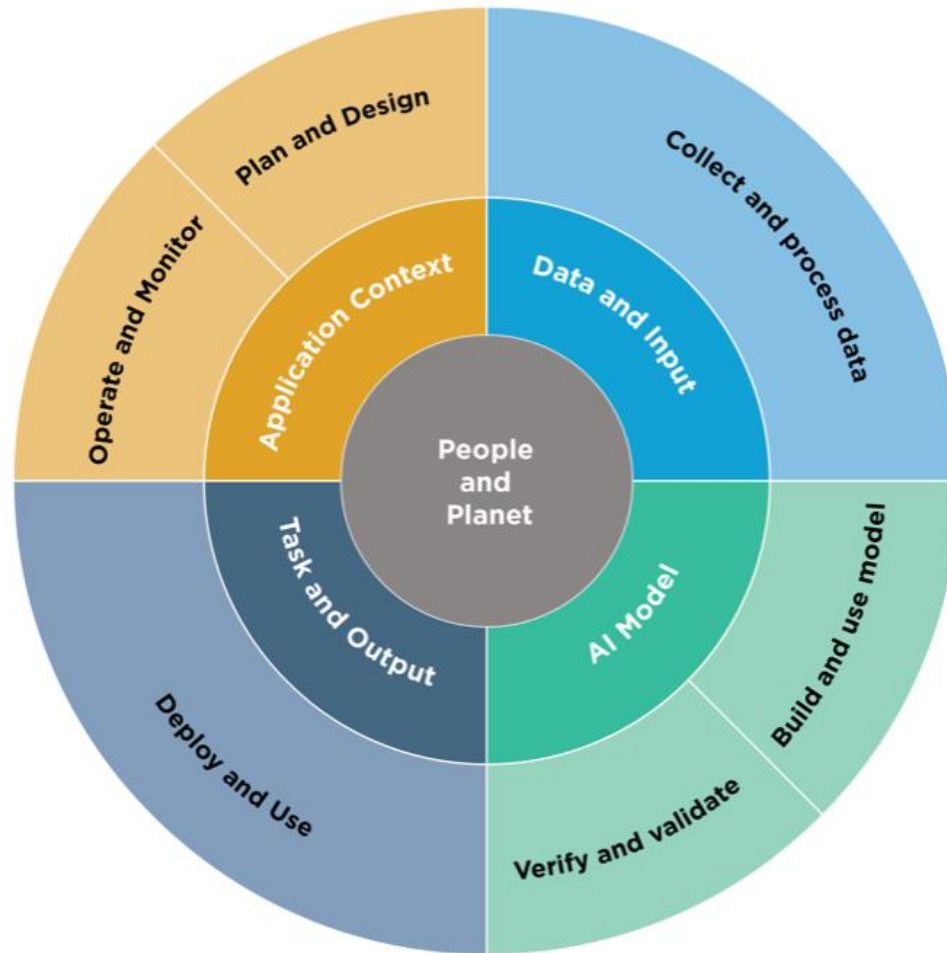 Plan and Design
Collect and process data
Operate and Monitor
Application Context
Data and Input
People
and
Planet
Task and Output
AI Model
Build and use model
Deploy and Use
Verify and validate